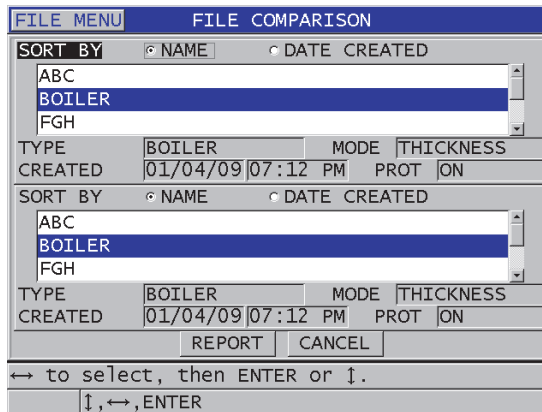 FILE MENU FILE COMPARISON
SORT BY NAME DATE CREATED
ABC
BOILER
FGH
TYPE BOILER MODE THICKNESS
CREATED 01/04/09 07:12 PM PROT ON
SORT BY NAME DATE CREATED
ABC
BOILER
FGH
TYPE BOILER MODE THICKNESS
CREATED 01/04/09 07:12 PM PROT ON
REPORT CANCEL
↔ to select, then ENTER or ↕.
↕,↔,ENTER